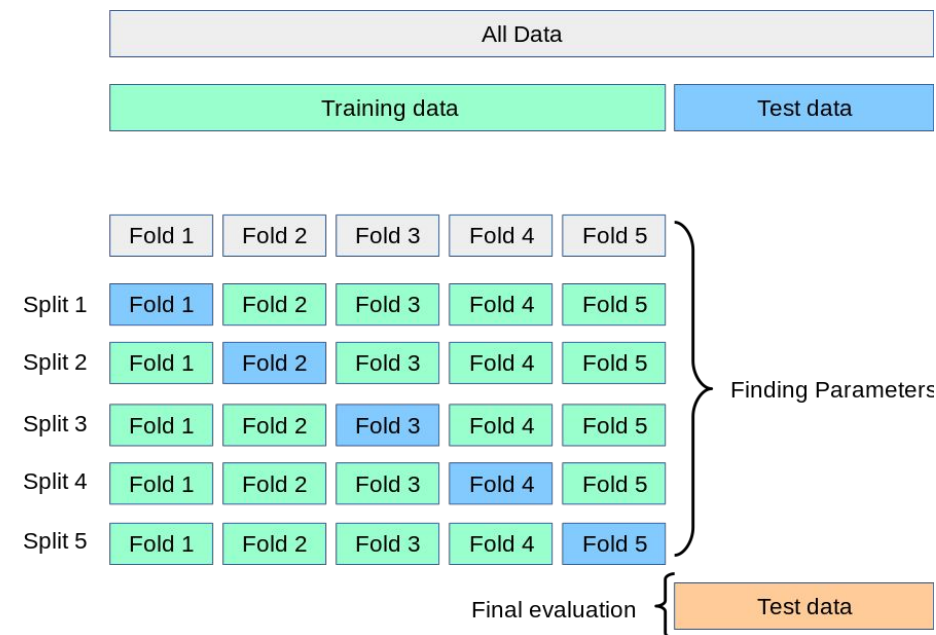 All Data
Training data Test data
Fold 1 Fold 2 Fold 3 Fold 4 Fold 5
Split 1 Fold 1 Fold 2 Fold 3 Fold 4 Fold 5
Split 2 Fold 1 Fold 2 Fold 3 Fold 4 Fold 5
Finding Parameters
Split 3 Fold 1 Fold 2 Fold 3 Fold 4 Fold 5
Split 4 Fold 1 Fold 2 Fold 3 Fold 4 Fold 5
Split 5 Fold 1 Fold 2 Fold 3 Fold 4 Fold 5
Final evaluation Test data